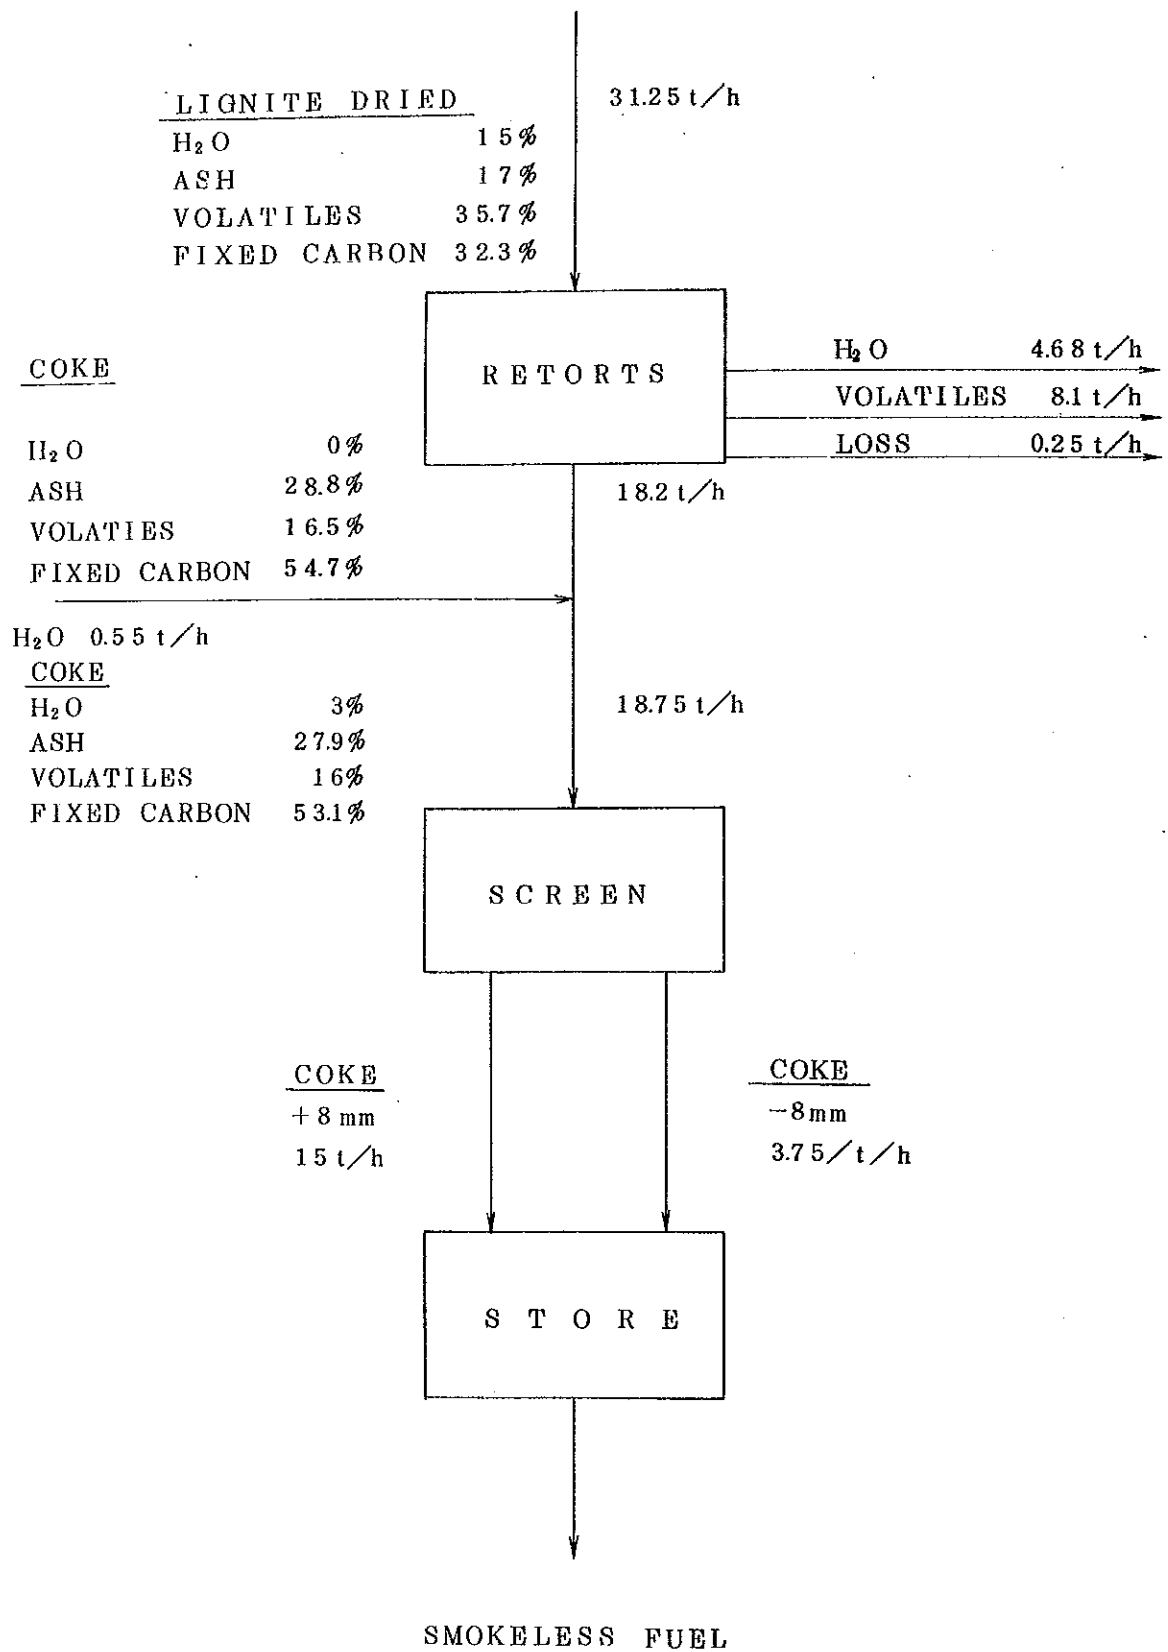 31.25 t/h
LIGNITE DRIED
H₂O 15%
ASH 17%
VOLATILES 35.7%
FIXED CARBON 32.3%
RETORTS
H₂O 4.68 t/h
VOLATILES 8.1 t/h
LOSS 0.25 t/h
COKE
H₂O 0%
ASH 28.8%
VOLATIES 16.5%
FIXED CARBON 54.7%
18.2 t/h
H₂O 0.55 t/h
COKE
H₂O 3%
ASH 27.9%
VOLATILES 16%
FIXED CARBON 53.1%
18.75 t/h
SCREEN
COKE
+8 mm
15 t/h
COKE
−8mm
3.75/t/h
STORE
SMOKELESS FUEL